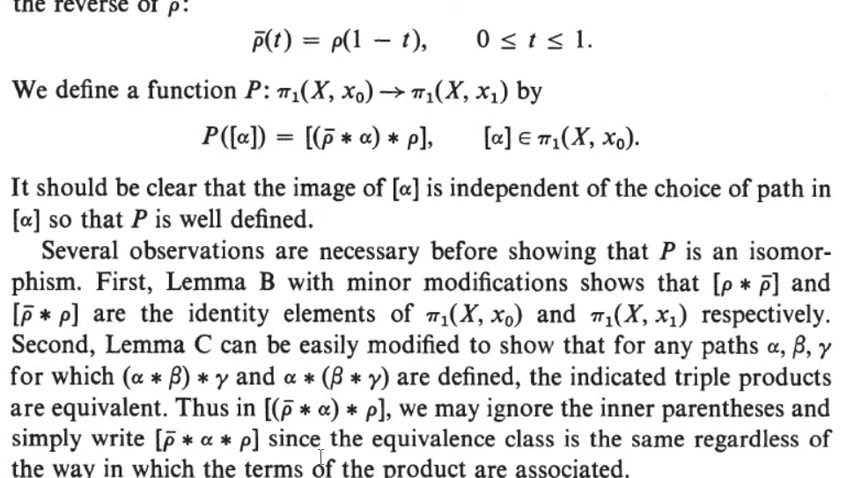 the reverse of ρ:
ρ̄(t) = ρ(1 − t), 0 ≤ t ≤ 1.
We define a function P: π₁(X, x₀) → π₁(X, x₁) by
P([α]) = [(ρ̄ * α) * ρ], [α] ∈ π₁(X, x₀).
It should be clear that the image of [α] is independent of the choice of path in
[α] so that P is well defined.
Several observations are necessary before showing that P is an isomor-
phism. First, Lemma B with minor modifications shows that [ρ * ρ̄] and
[ρ̄ * ρ] are the identity elements of π₁(X, x₀) and π₁(X, x₁) respectively.
Second, Lemma C can be easily modified to show that for any paths α, β, γ
for which (α * β) * γ and α * (β * γ) are defined, the indicated triple products
are equivalent. Thus in [(ρ̄ * α) * ρ], we may ignore the inner parentheses and
simply write [ρ̄ * α * ρ] since the equivalence class is the same regardless of
the way in which the terms of the product are associated.